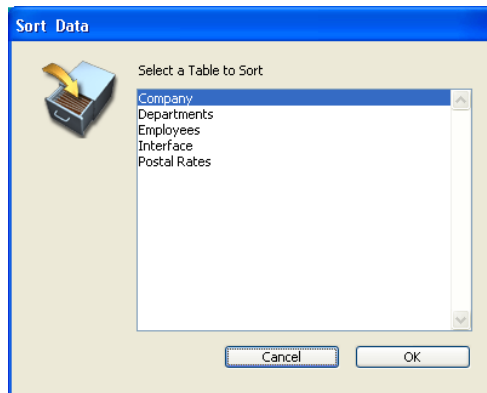 Sort Data
Select a Table to Sort
Company
Departments
Employees
Interface
Postal Rates
Cancel
OK